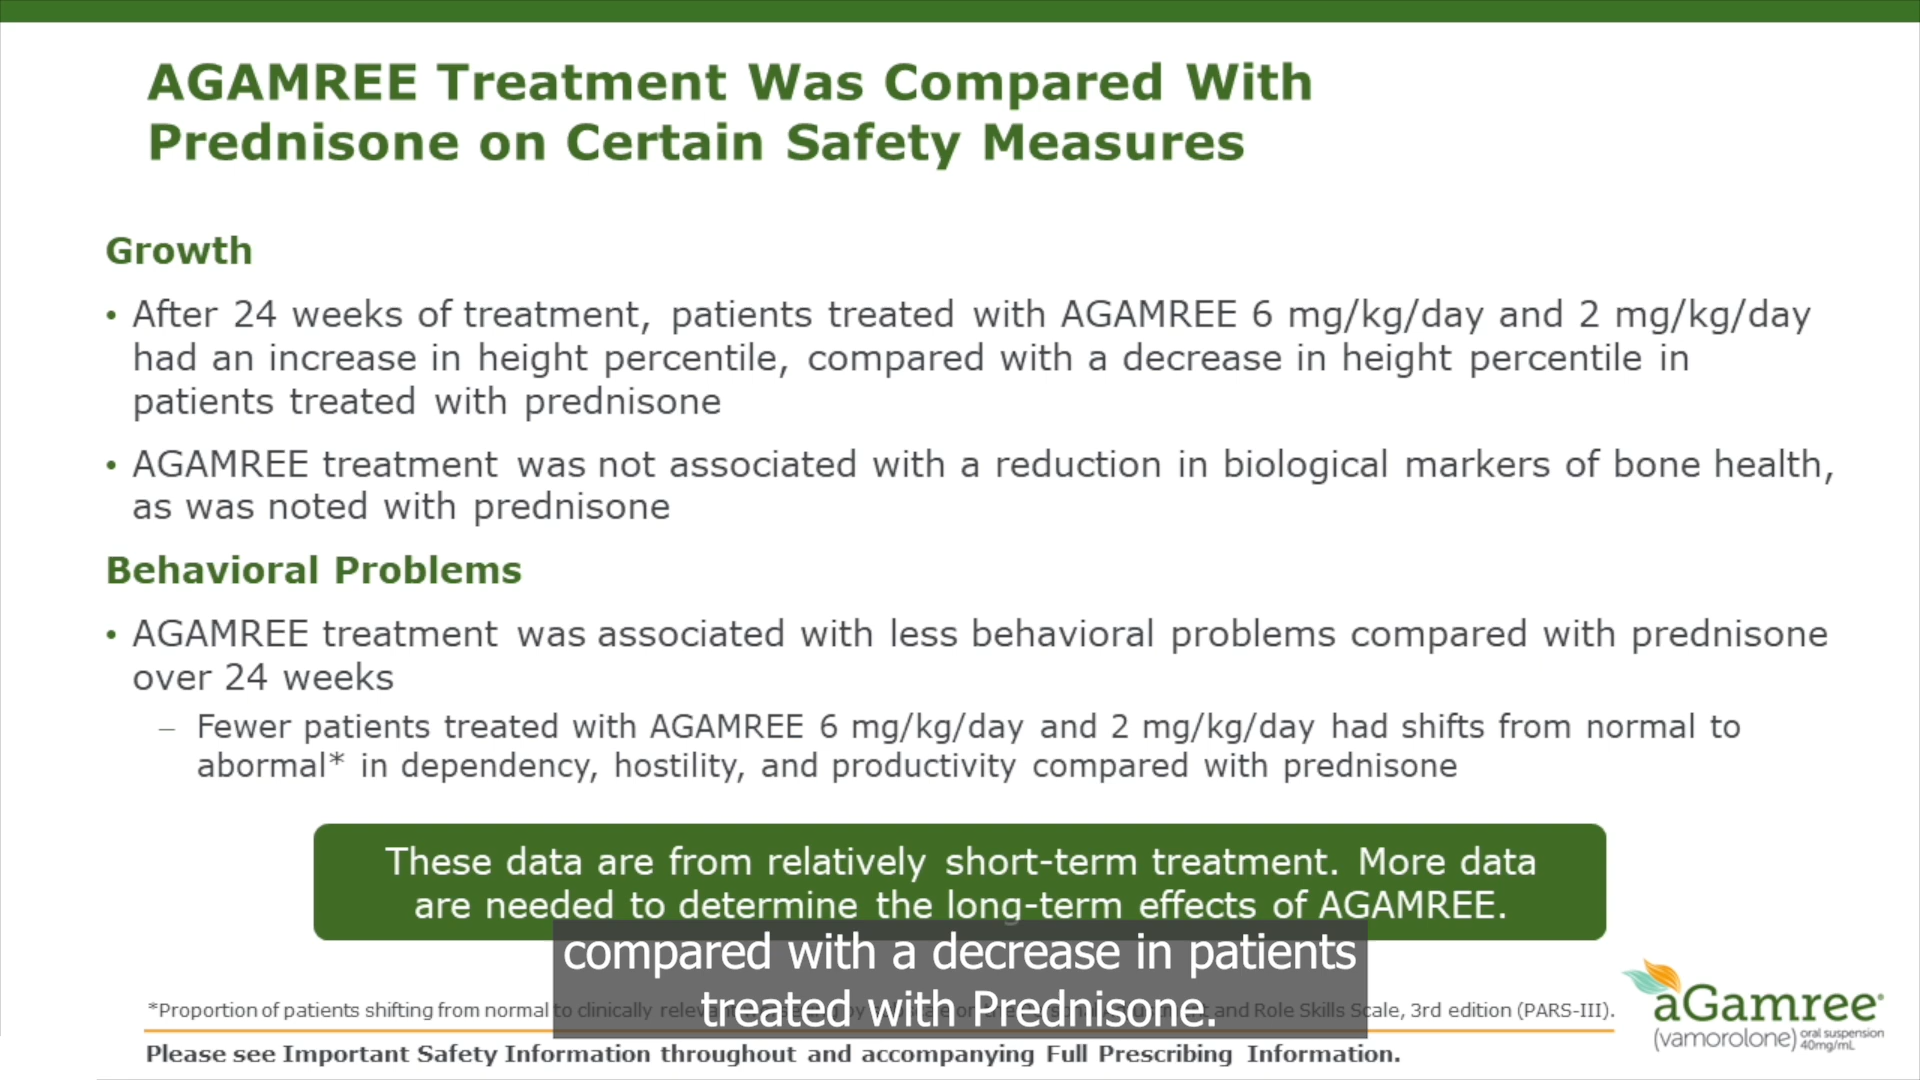 AGAMREE Treatment Was Compared With
Prednisone on Certain Safety Measures
Growth
• After 24 weeks of treatment, patients treated with AGAMREE 6 mg/kg/day and 2 mg/kg/day
had an increase in height percentile, compared with a decrease in height percentile in
patients treated with prednisone
• AGAMREE treatment was not associated with a reduction in biological markers of bone health,
as was noted with prednisone
Behavioral Problems
• AGAMREE treatment was associated with less behavioral problems compared with prednisone
over 24 weeks
– Fewer patients treated with AGAMREE 6 mg/kg/day and 2 mg/kg/day had shifts from normal to
abormal* in dependency, hostility, and productivity compared with prednisone
These data are from relatively short-term treatment. More data
are needed to determine the long-term effects of AGAMREE.
compared with a decrease in patients
treated with Prednisone.
*Proportion of patients shifting from normal to clinically and Role Skills Scale, 3rd edition (PARS-III).
Please see Important Safety Information throughout and accompanying Full Prescribing Information.
aGamree
(vamorolone) oral suspension
40mg/mL